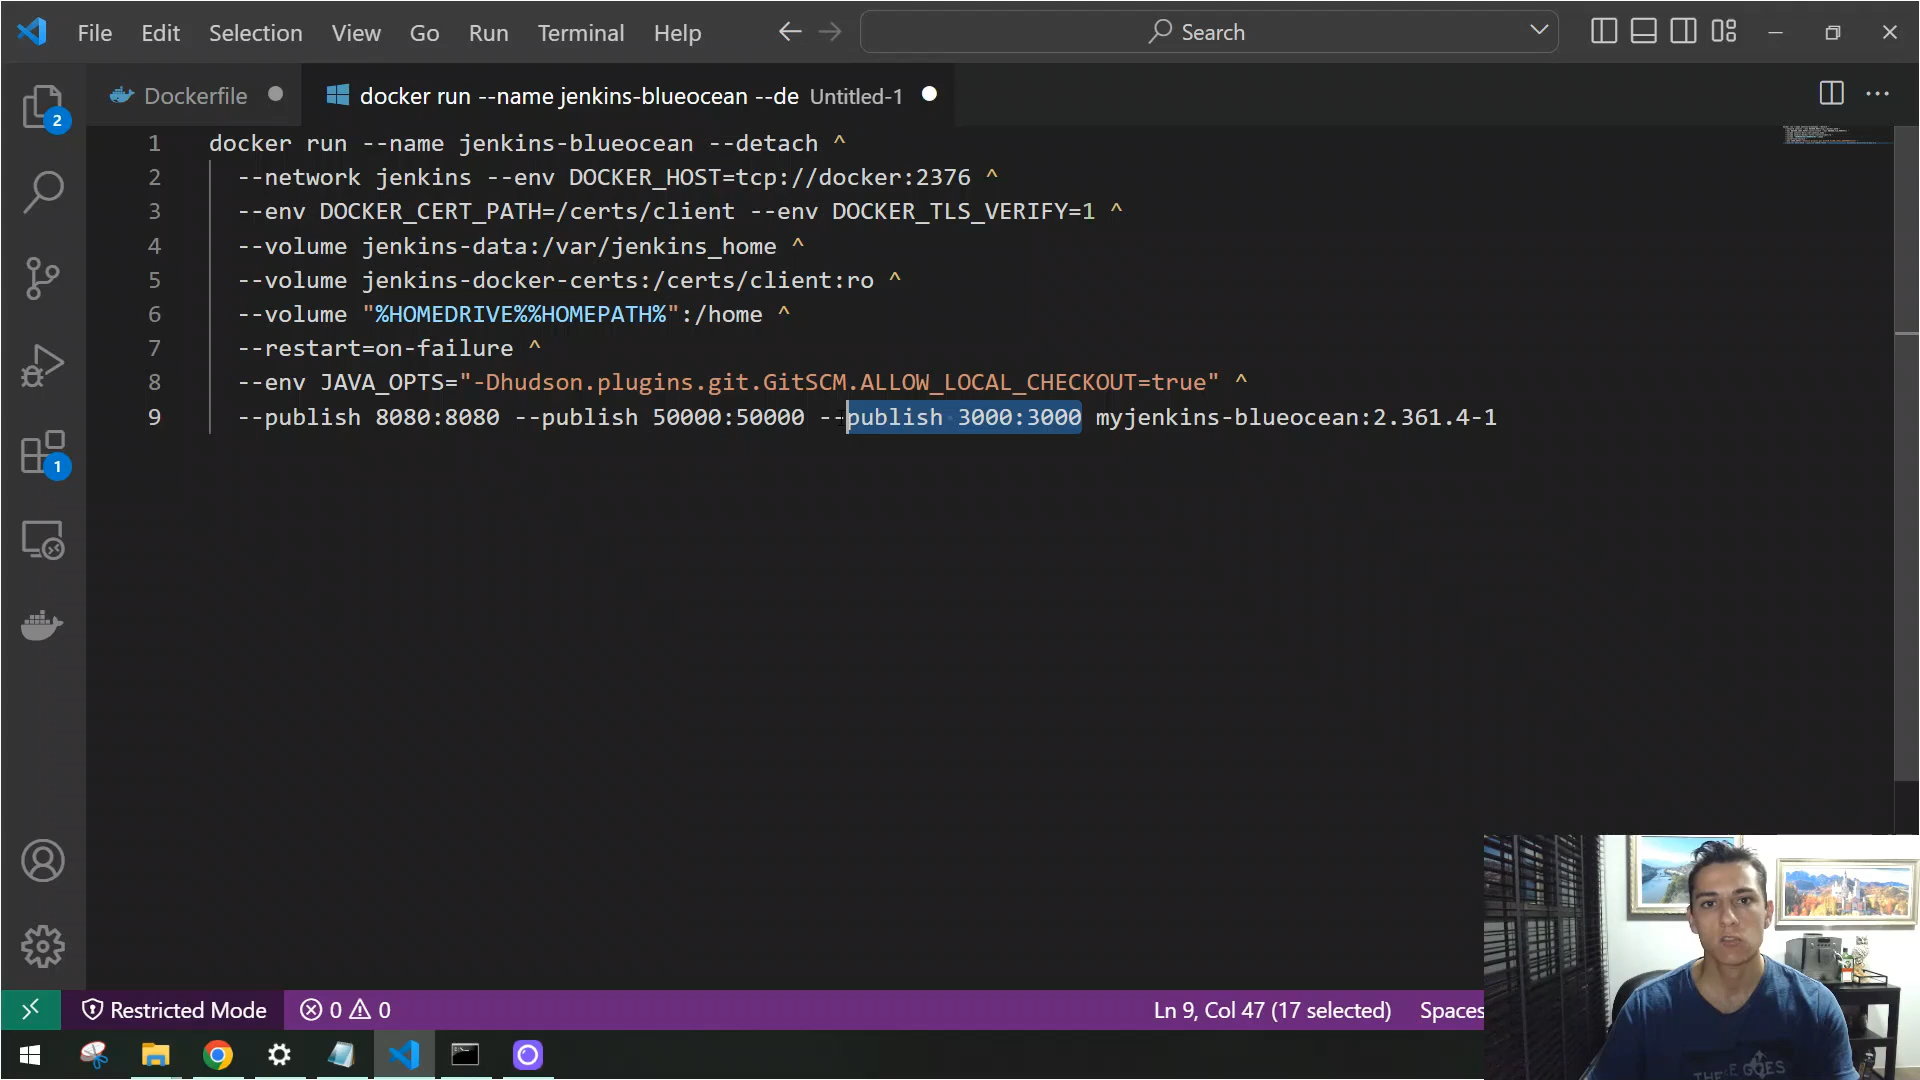 File Edit Selection View Go Run Terminal Help Search
Dockerfile docker run --name jenkins-blueocean --de Untitled-1
1 docker run --name jenkins-blueocean --detach ^
2 --network jenkins --env DOCKER_HOST=tcp://docker:2376 ^
3 --env DOCKER_CERT_PATH=/certs/client --env DOCKER_TLS_VERIFY=1 ^
4 --volume jenkins-data:/var/jenkins_home ^
5 --volume jenkins-docker-certs:/certs/client:ro ^
6 --volume "%HOMEDRIVE%%HOMEPATH%":/home ^
7 --restart=on-failure ^
8 --env JAVA_OPTS="-Dhudson.plugins.git.GitSCM.ALLOW_LOCAL_CHECKOUT=true" ^
9 --publish 8080:8080 --publish 50000:50000 --publish 3000:3000 myjenkins-blueocean:2.361.4-1
2
1
Restricted Mode 0 0 Ln 9, Col 47 (17 selected) Spaces
THERE GOES